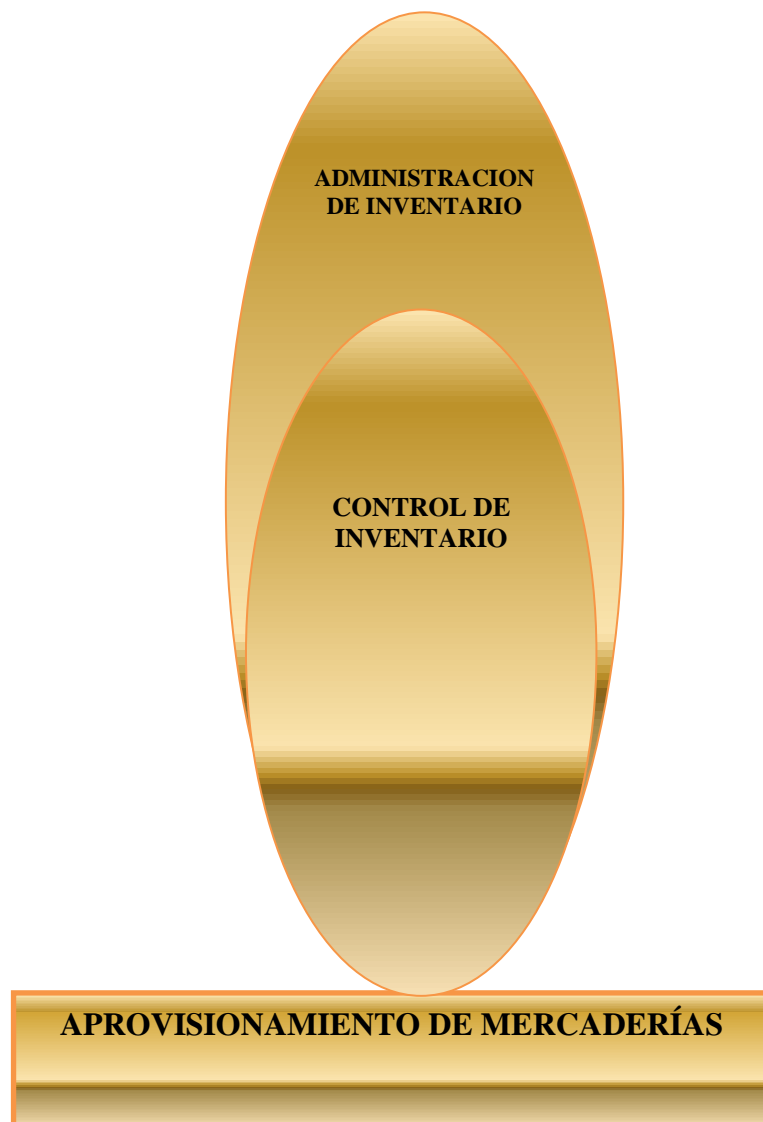 ADMINISTRACION
DE INVENTARIO
CONTROL DE
INVENTARIO
APROVISIONAMIENTO DE MERCADERÍAS